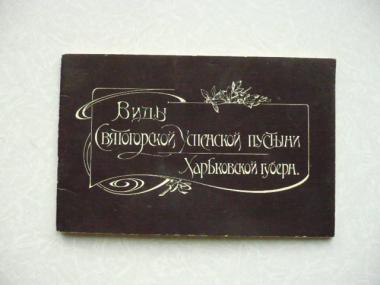 Виды
Святогорской Успенской пустыни
Харьковской губерн.